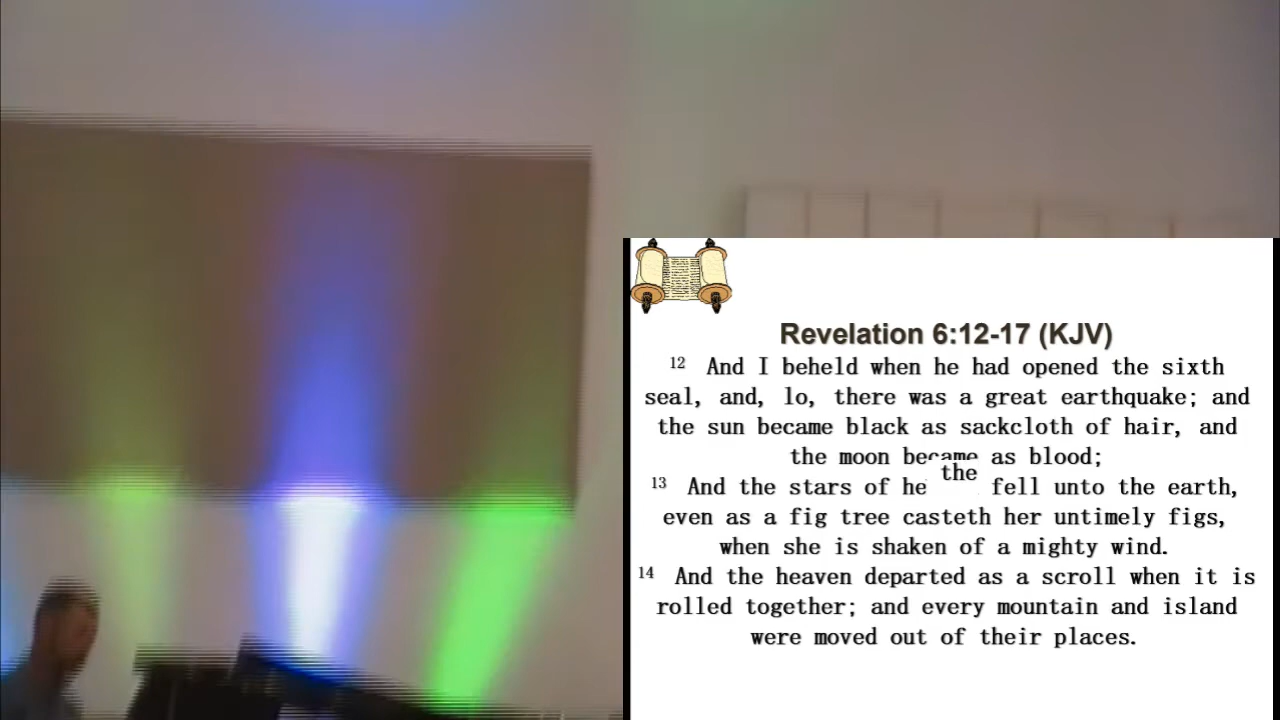 Revelation 6:12-17 (KJV)
12 And I beheld when he had opened the sixth
seal, and, lo, there was a great earthquake; and
the sun became black as sackcloth of hair, and
the moon became as blood;
13 And the stars of he the fell unto the earth,
even as a fig tree casteth her untimely figs,
when she is shaken of a mighty wind.
14 And the heaven departed as a scroll when it is
rolled together; and every mountain and island
were moved out of their places.